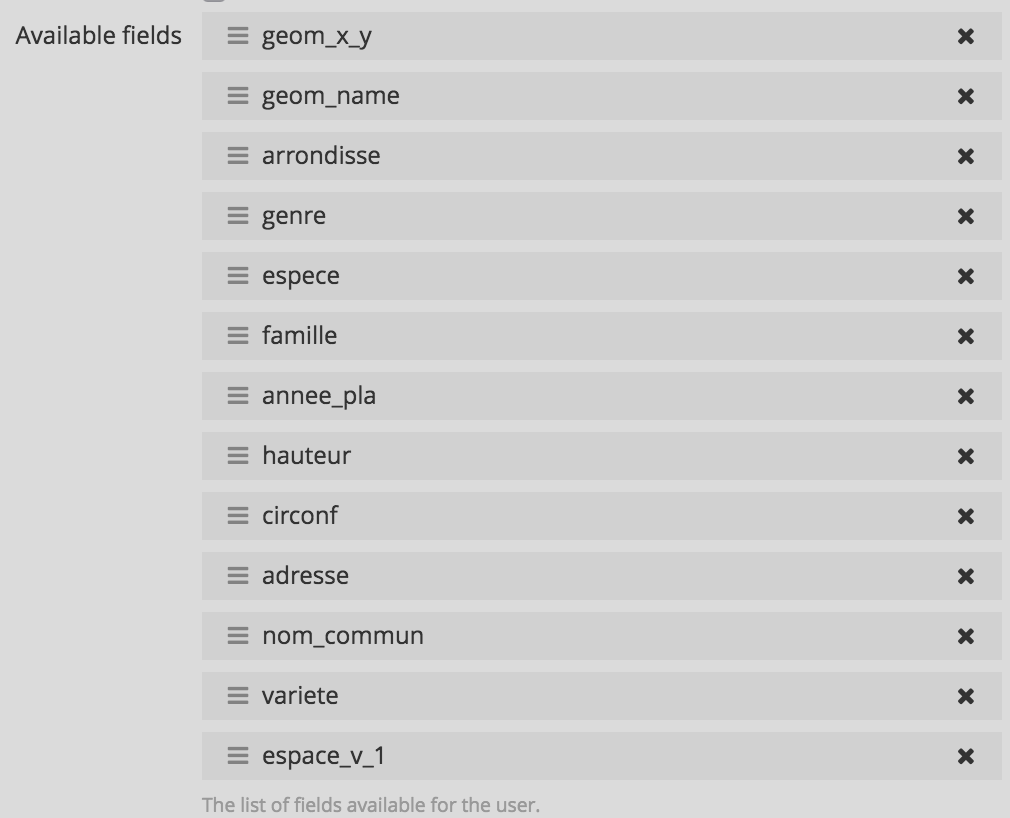 Available fields
geom_x_y
geom_name
arrondisse
genre
espece
famille
annee_pla
hauteur
circonf
adresse
nom_commun
variete
espace_v_1
The list of fields available for the user.